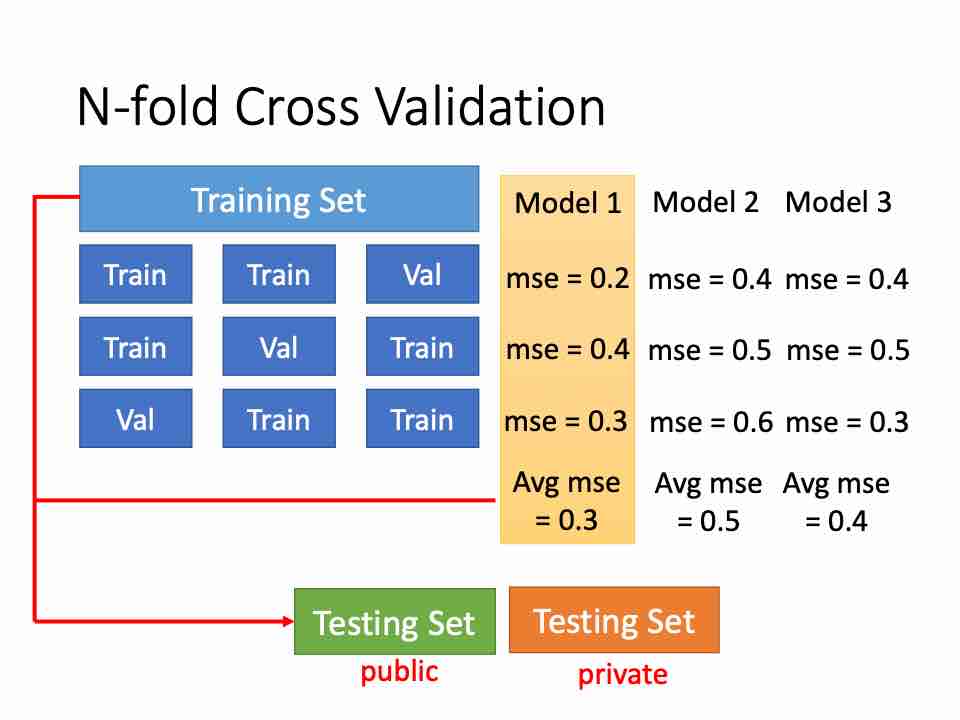 N-fold Cross Validation
Training Set
Model 1 Model 2 Model 3
Train Train Val mse = 0.2 mse = 0.4 mse = 0.4
Train Val Train mse = 0.4 mse = 0.5 mse = 0.5
Val Train Train mse = 0.3 mse = 0.6 mse = 0.3
Avg mse Avg mse Avg mse
= 0.3 = 0.5 = 0.4
Testing Set Testing Set
public private